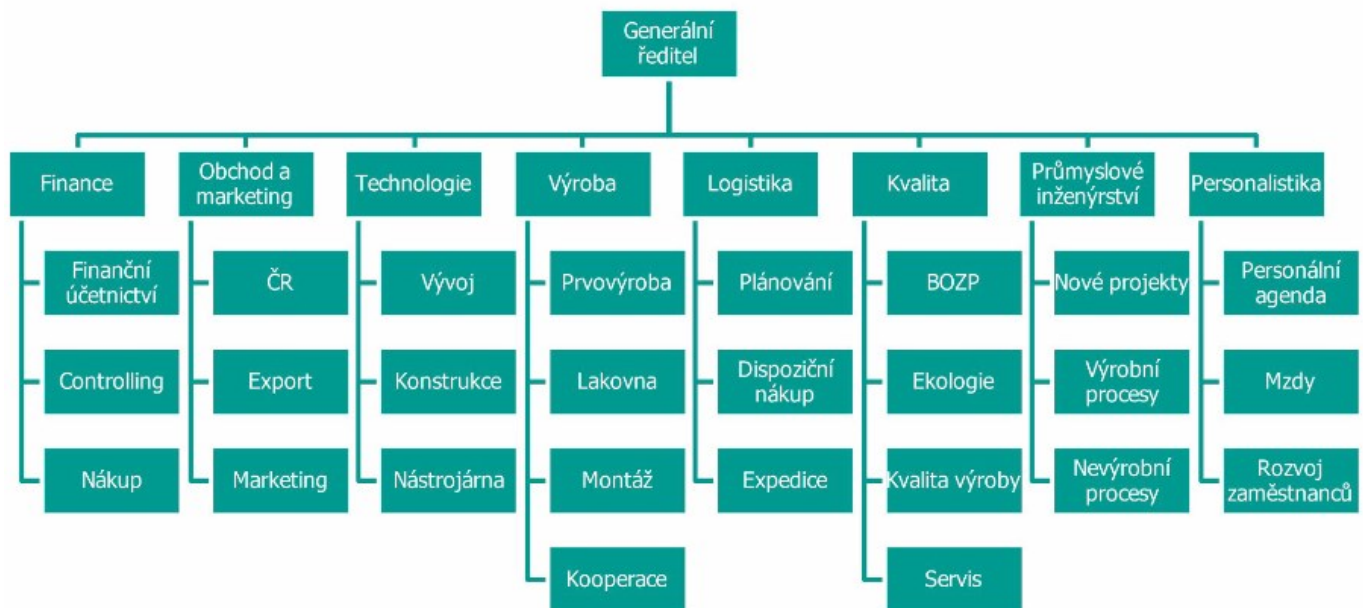 Generální
ředitel
Finance
Obchod a
marketing
Technologie
Výroba
Logistika
Kvalita
Průmyslové
inženýrství
Personalistika
Finanční
účetnictví
ČR
Vývoj
Prvovýroba
Plánování
BOZP
Nové projekty
Personální
agenda
Controlling
Export
Konstrukce
Lakovna
Dispoziční
nákup
Ekologie
Výrobní
procesy
Mzdy
Nákup
Marketing
Nástrojárna
Montáž
Expedice
Kvalita výroby
Nevýrobní
procesy
Rozvoj
zaměstnanců
Kooperace
Servis